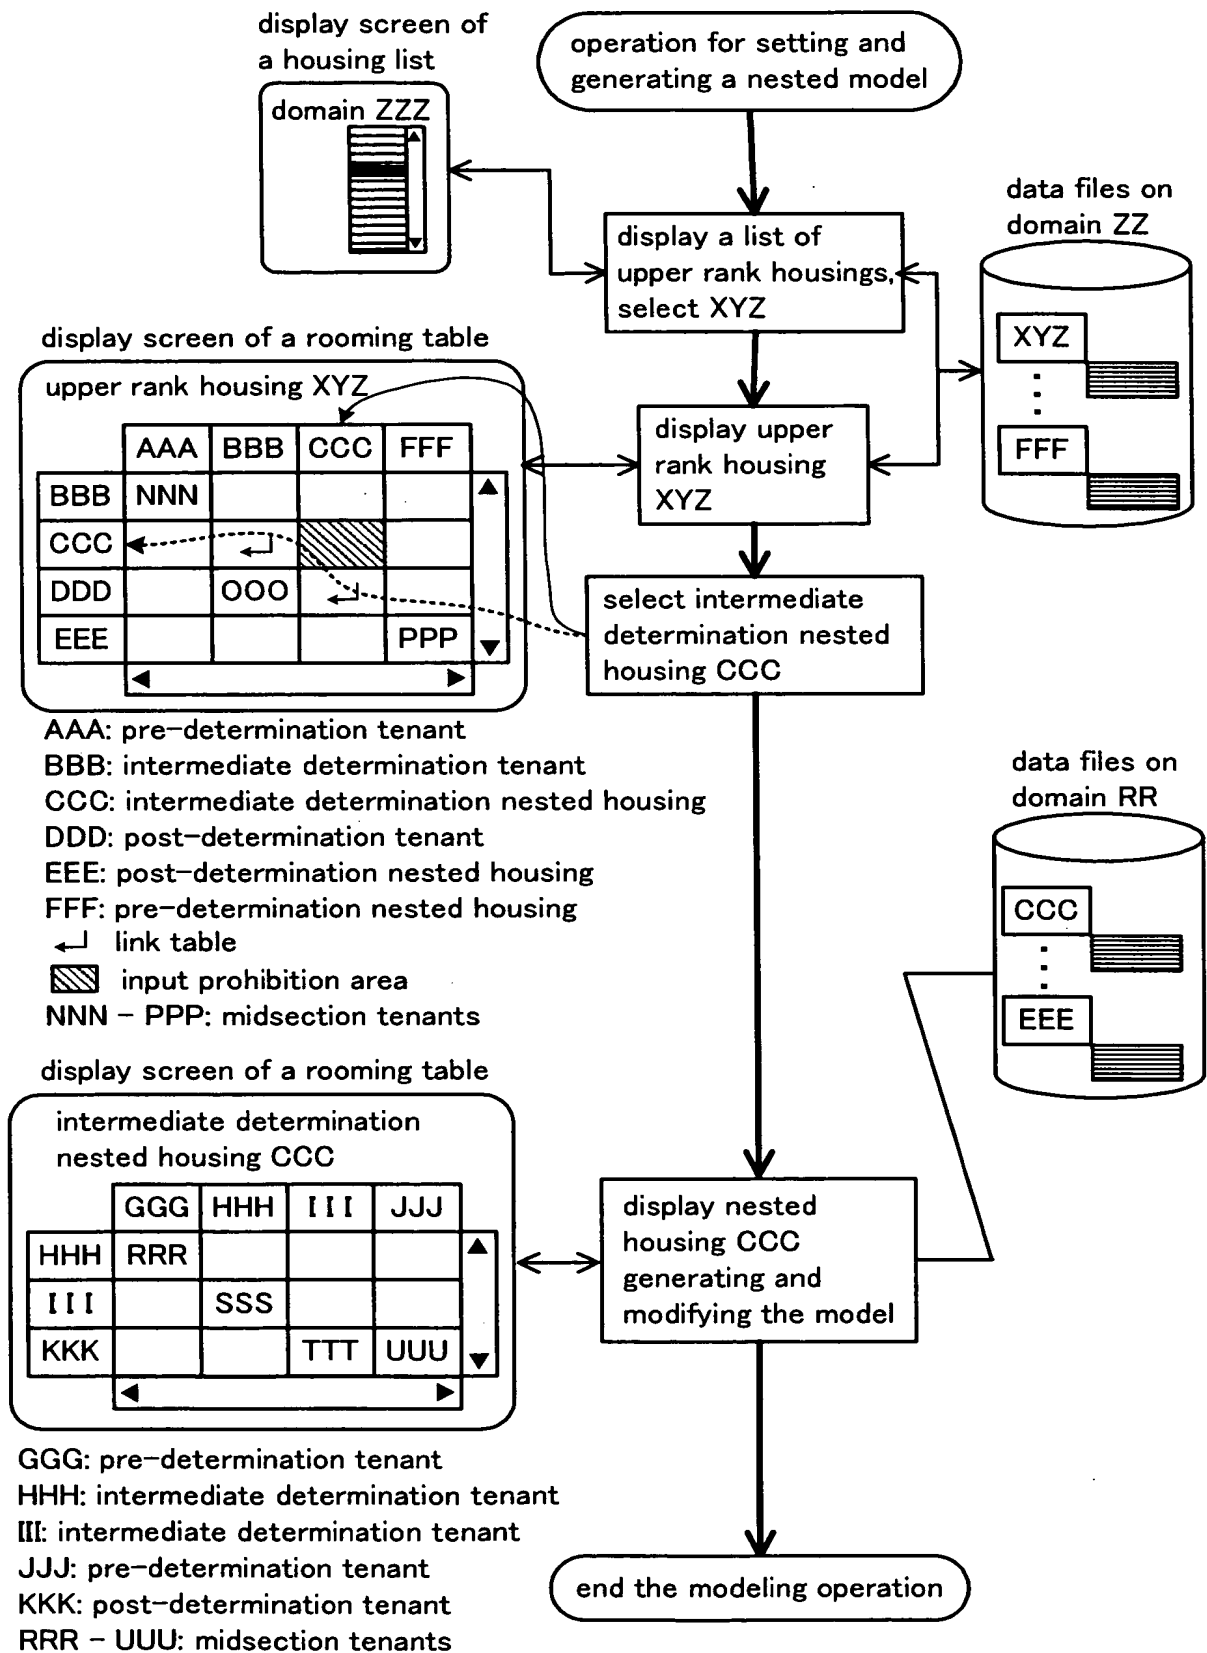 display screen of
a housing list
domain ZZZ
operation for setting and
generating a nested model
display a list of
upper rank housings,
select XYZ
data files on
domain ZZ
XYZ
FFF
display screen of a rooming table
upper rank housing XYZ
AAA BBB CCC FFF
BBB NNN
CCC
DDD OOO
EEE PPP
display upper
rank housing
XYZ
select intermediate
determination nested
housing CCC
AAA: pre-determination tenant
BBB: intermediate determination tenant
CCC: intermediate determination nested housing
DDD: post-determination tenant
EEE: post-determination nested housing
FFF: pre-determination nested housing
↵ link table
input prohibition area
NNN - PPP: midsection tenants
data files on
domain RR
CCC
EEE
display screen of a rooming table
intermediate determination
nested housing CCC
GGG HHH III JJJ
HHH RRR
III SSS
KKK TTT UUU
display nested
housing CCC
generating and
modifying the model
GGG: pre-determination tenant
HHH: intermediate determination tenant
III: intermediate determination tenant
JJJ: pre-determination tenant
KKK: post-determination tenant
RRR - UUU: midsection tenants
end the modeling operation